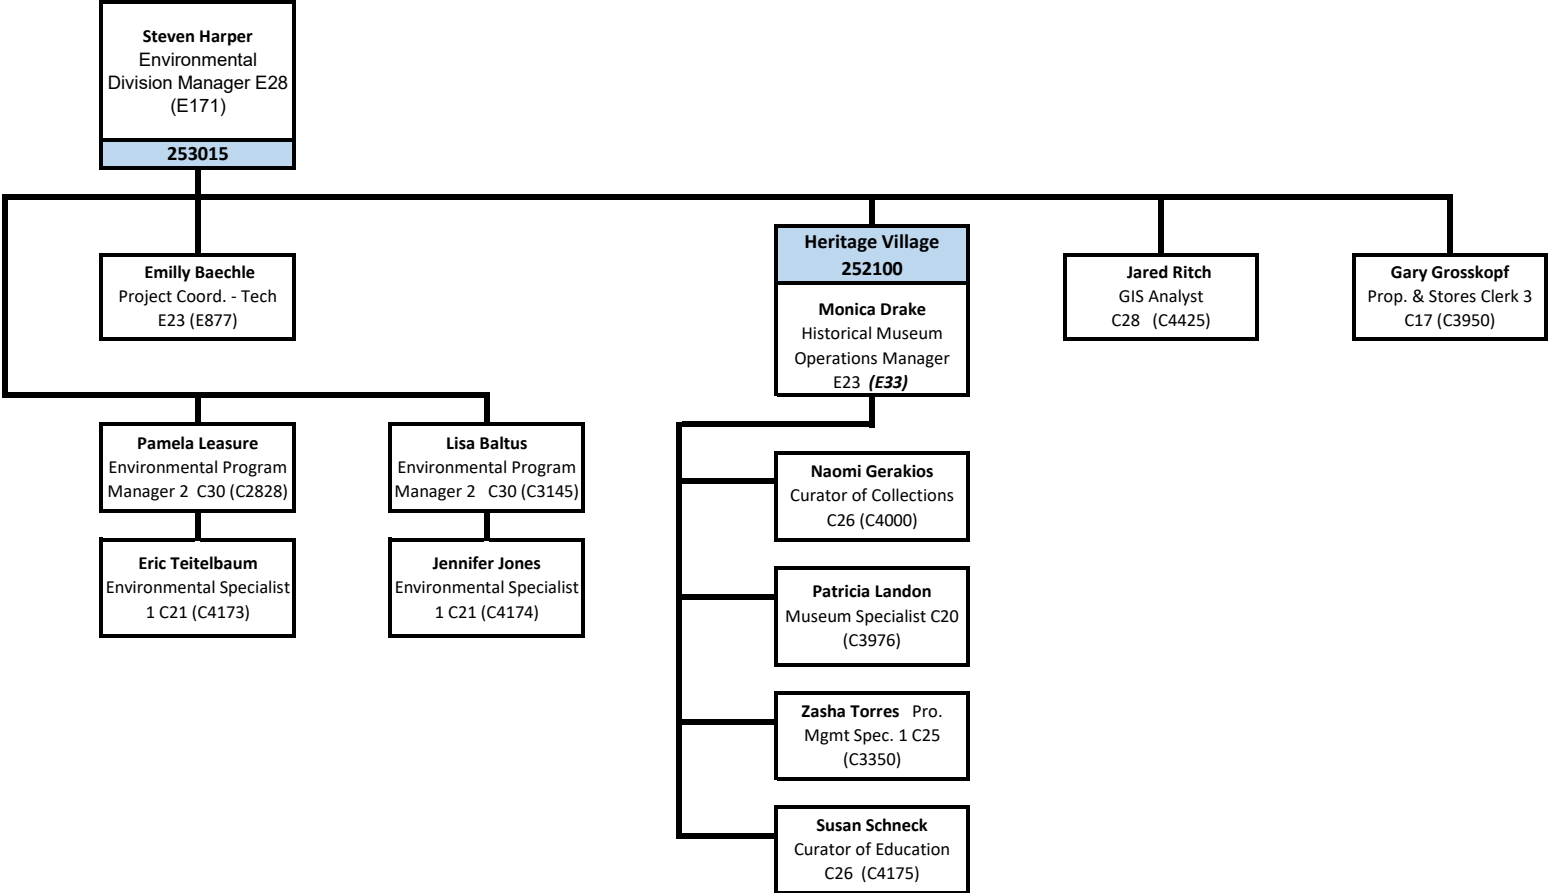 Steven Harper
Environmental
Division Manager E28
(E171)
253015
Emilly Baechle
Project Coord. - Tech
E23 (E877)
Heritage Village
252100
Monica Drake
Historical Museum
Operations Manager
E23 (E33)
Jared Ritch
GIS Analyst
C28 (C4425)
Gary Grosskopf
Prop. & Stores Clerk 3
C17 (C3950)
Pamela Leasure
Environmental Program
Manager 2 C30 (C2828)
Lisa Baltus
Environmental Program
Manager 2 C30 (C3145)
Eric Teitelbaum
Environmental Specialist
1 C21 (C4173)
Jennifer Jones
Environmental Specialist
1 C21 (C4174)
Naomi Gerakios
Curator of Collections
C26 (C4000)
Patricia Landon
Museum Specialist C20
(C3976)
Zasha Torres Pro.
Mgmt Spec. 1 C25
(C3350)
Susan Schneck
Curator of Education
C26 (C4175)